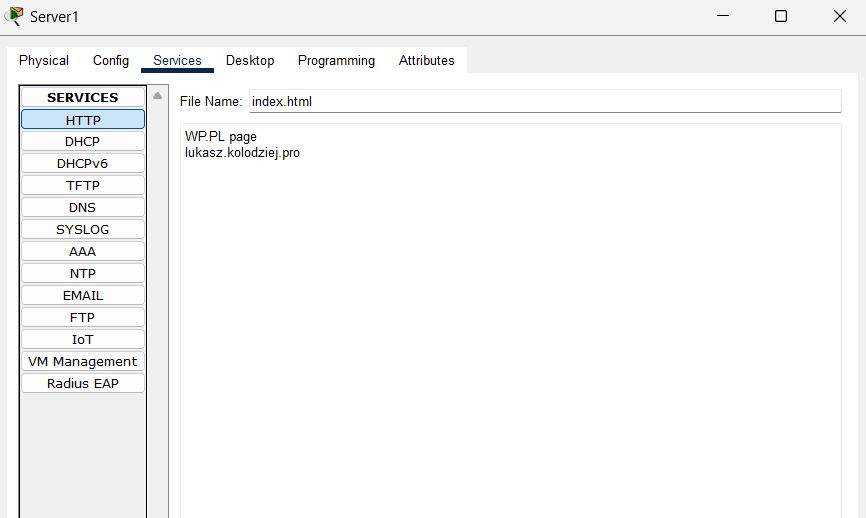 Server1
Physical Config Services Desktop Programming Attributes
SERVICES
HTTP
DHCP
DHCPv6
TFTP
DNS
SYSLOG
AAA
NTP
EMAIL
FTP
IoT
VM Management
Radius EAP
File Name: index.html
WP.PL page
lukasz.kolodziej.pro